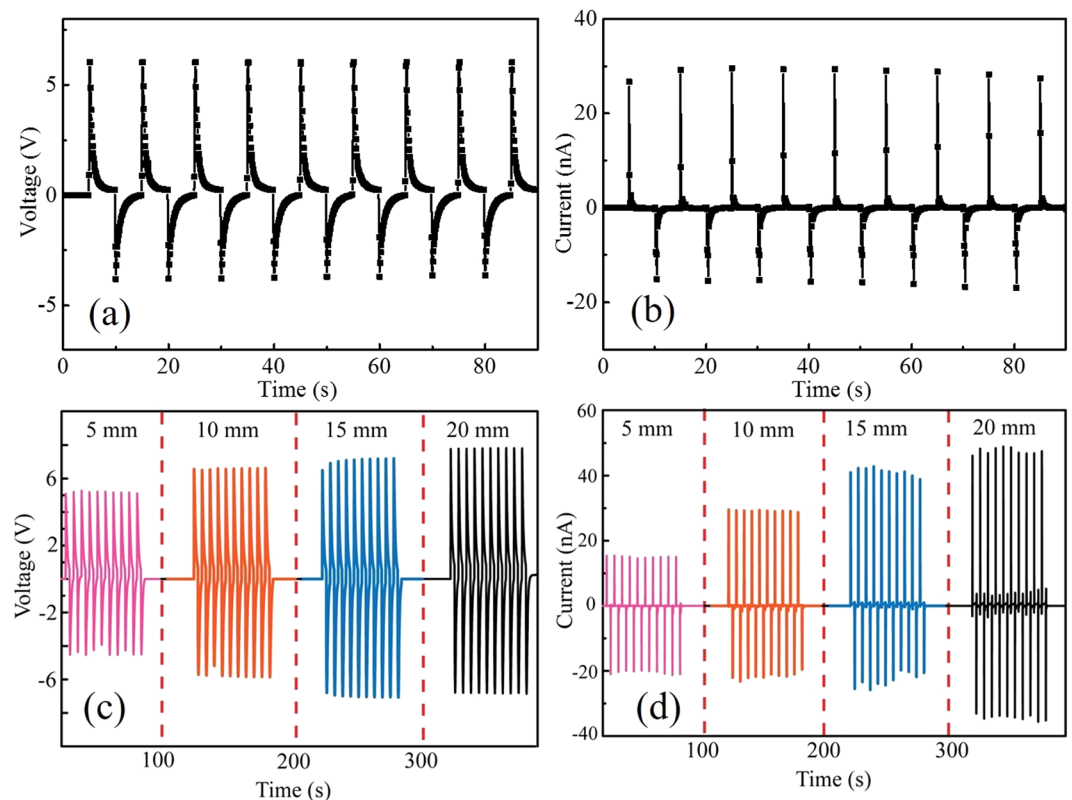 5
0
-5
Voltage (V)
(a)
0 20 40 60 80
Time (s)
40
20
0
-20
Current (nA)
(b)
0 20 40 60 80
Time (s)
5 mm 10 mm 15 mm 20 mm
6
2
-2
-6
Voltage (V)
(c)
100 200 300
Time (s)
5 mm 10 mm 15 mm 20 mm
60
40
20
0
-20
-40
Current (nA)
(d)
100 200 300
Time (s)